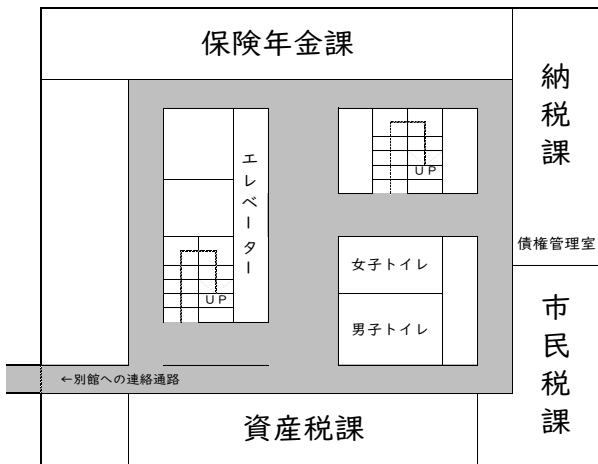 保険年金課
納税課
エレベーター
UP
債権管理室
女子トイレ
UP
男子トイレ
市民税課
←別館への連絡通路
資産税課